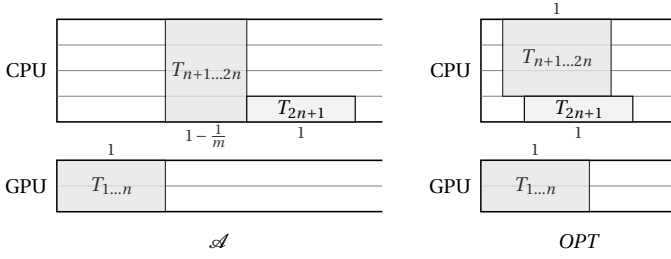 CPU
T_{n+1...2n}
T_{2n+1}
1 − 1/m
1
GPU
1
T_{1...n}
𝒜
1
CPU
T_{n+1...2n}
T_{2n+1}
1
GPU
1
T_{1...n}
OPT